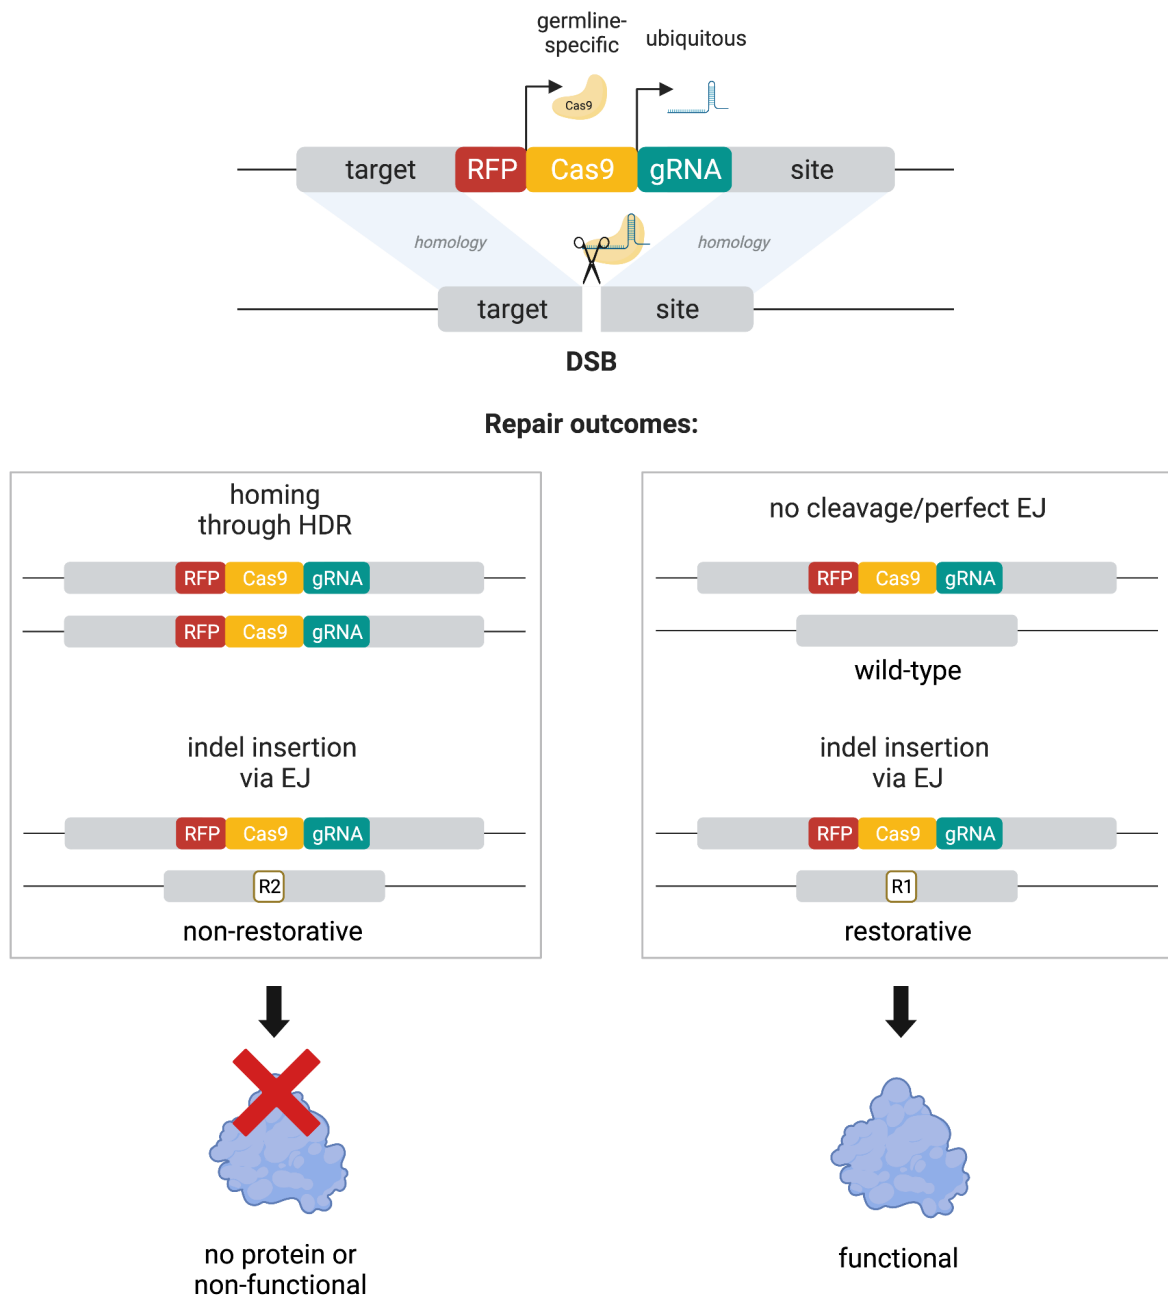 germline-
specific
ubiquitous
Cas9
target RFP Cas9 gRNA site
homology homology
target site
DSB
Repair outcomes:
homing
through HDR
RFP Cas9 gRNA
RFP Cas9 gRNA
indel insertion
via EJ
RFP Cas9 gRNA
R2
non-restorative
no protein or
non-functional
no cleavage/perfect EJ
RFP Cas9 gRNA
wild-type
indel insertion
via EJ
RFP Cas9 gRNA
R1
restorative
functional